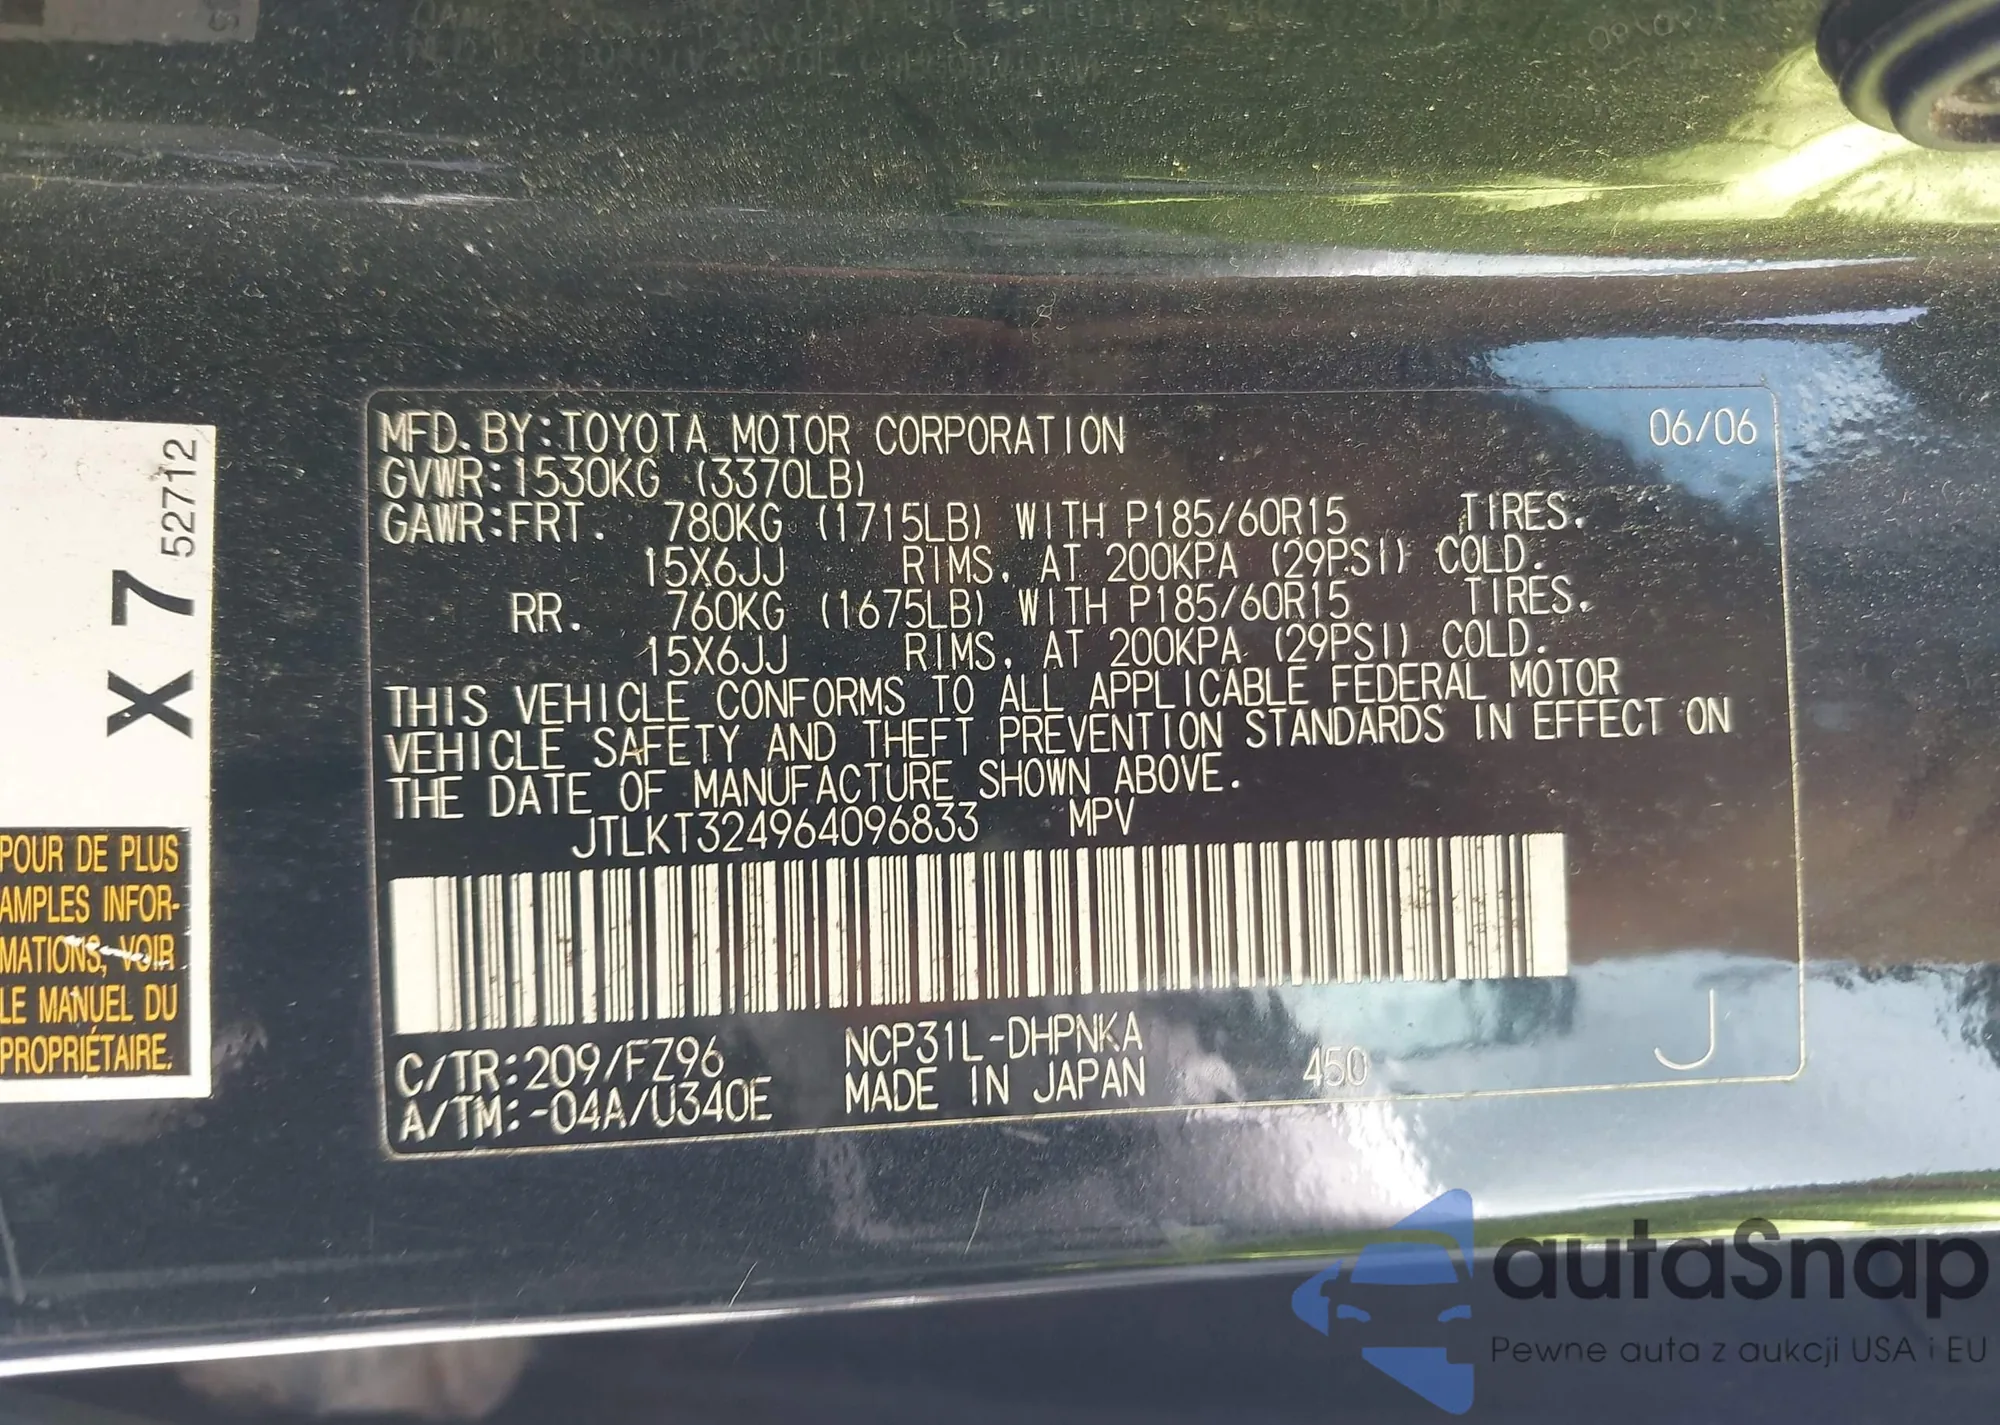 MFD. BY:TOYOTA MOTOR CORPORATION 06/06
GVWR:1530KG (3370LB)
GAWR:FRT. 780KG (1715LB) WITH P185/60R15 TIRES.
15X6JJ RIMS, AT 200KPA (29PSI) COLD.
RR. 760KG (1675LB) WITH P185/60R15 TIRES.
15X6JJ RIMS, AT 200KPA (29PSI) COLD.
THIS VEHICLE CONFORMS TO ALL APPLICABLE FEDERAL MOTOR
VEHICLE SAFETY AND THEFT PREVENTION STANDARDS IN EFFECT ON
THE DATE OF MANUFACTURE SHOWN ABOVE.
JTLKT324964096833 MPV
C/TR:209/FZ96 NCP31L-DHPNKA
A/TM:-04A/U340E MADE IN JAPAN 450 J
X 7 52712
POUR DE PLUS
AMPLES INFOR-
MATIONS, VOIR
LE MANUEL DU
PROPRIÉTAIRE.
autaSnap
Pewne auta z aukcji USA i EU